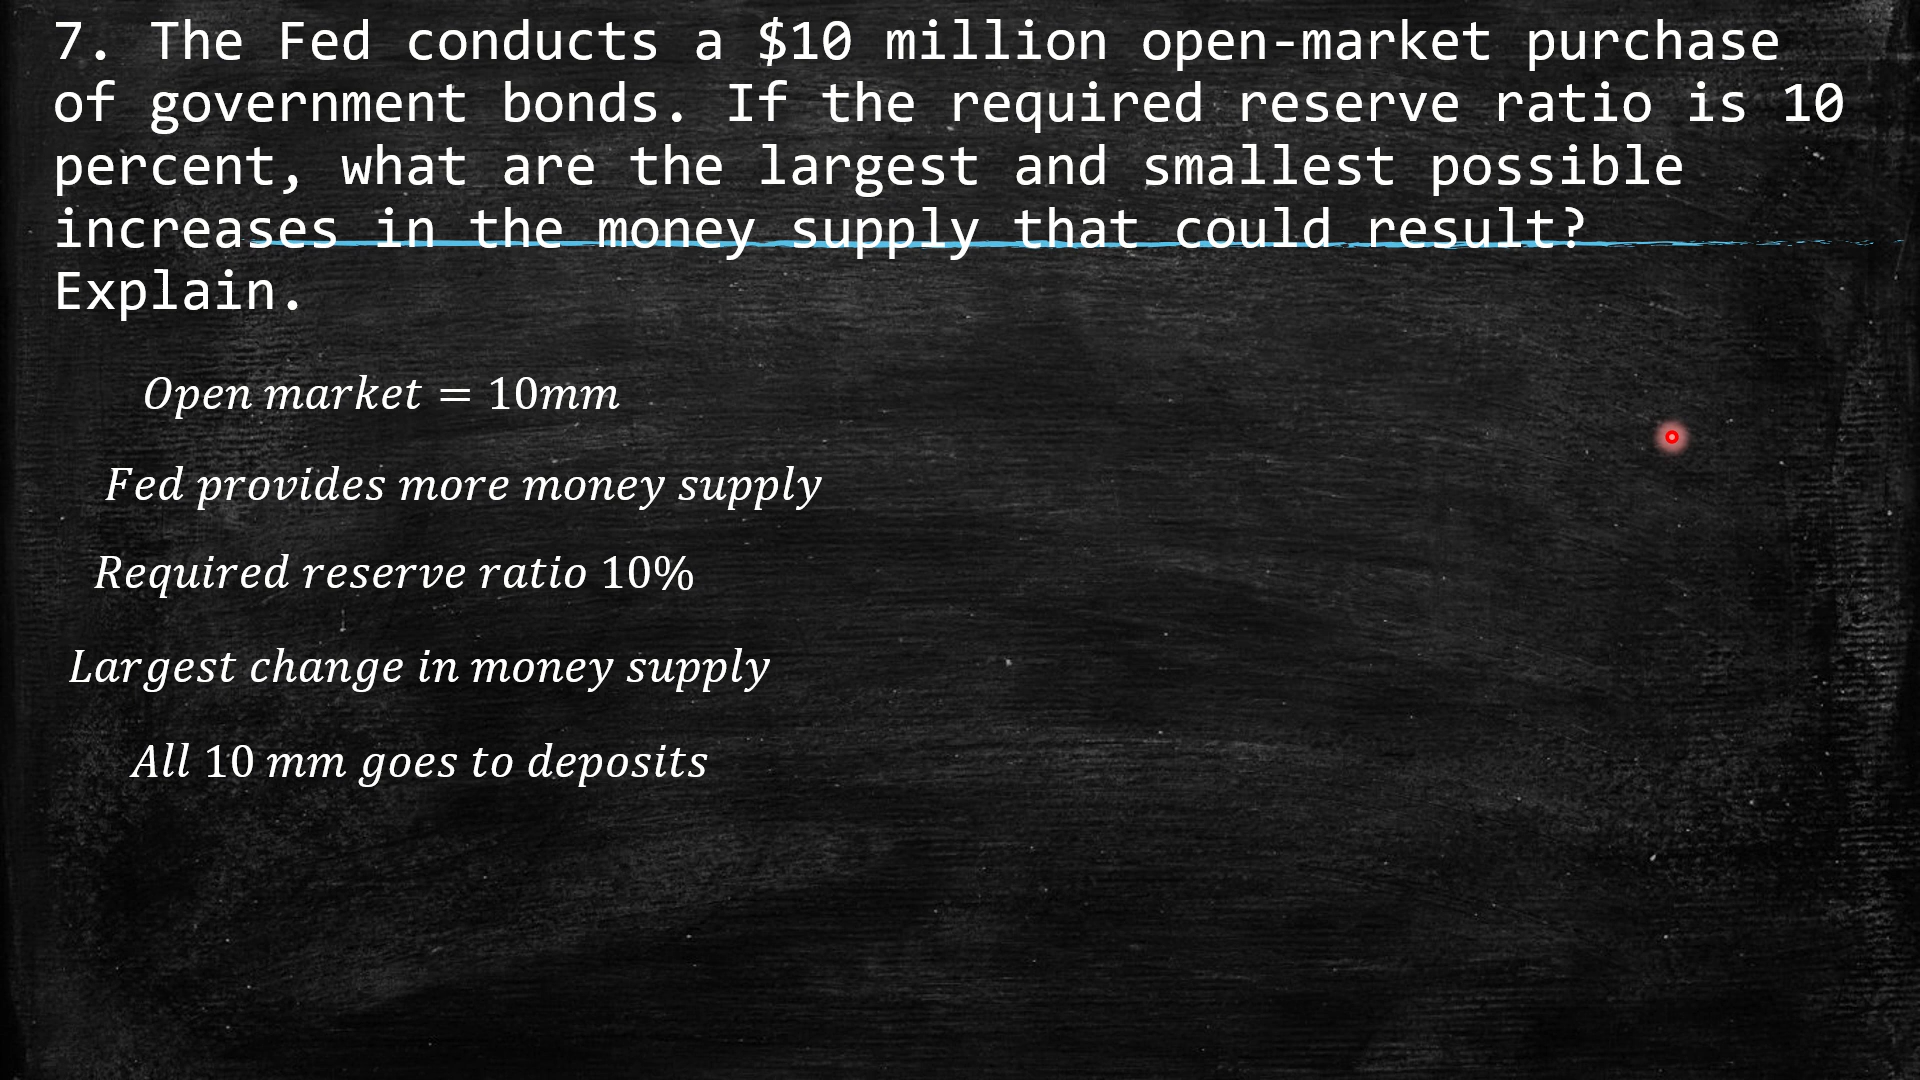 7. The Fed conducts a $10 million open-market purchase
of government bonds. If the required reserve ratio is 10
percent, what are the largest and smallest possible
increases in the money supply that could result?
Explain.
Open market = 10mm
Fed provides more money supply
Required reserve ratio 10%
Largest change in money supply
All 10 mm goes to deposits